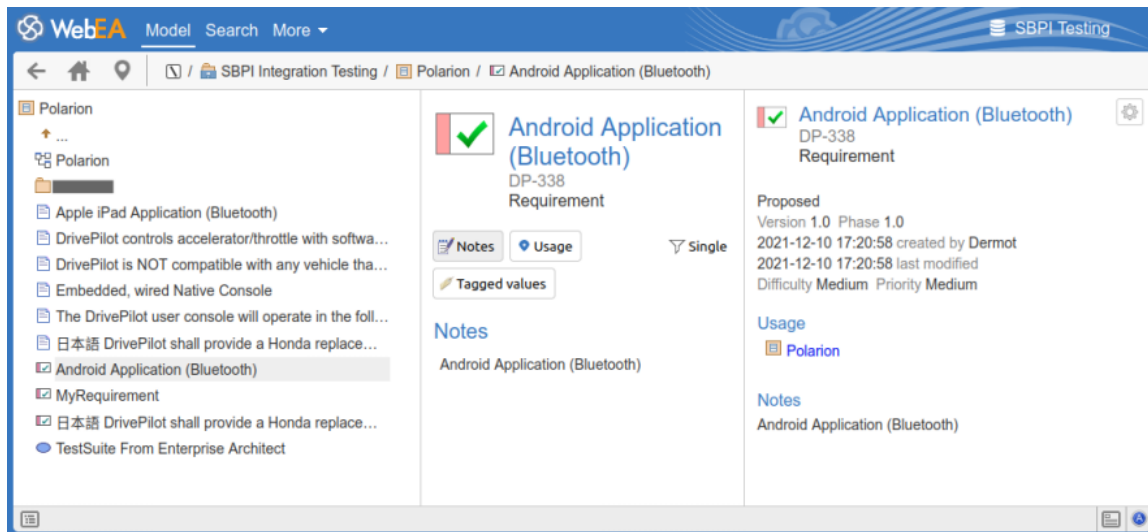 WebEA Model Search More SBPI Testing
/ SBPI Integration Testing / Polarion / Android Application (Bluetooth)
Polarion
...
Polarion
Apple iPad Application (Bluetooth)
DrivePilot controls accelerator/throttle with softwa...
DrivePilot is NOT compatible with any vehicle tha...
Embedded, wired Native Console
The DrivePilot user console will operate in the foll...
日本語 DrivePilot shall provide a Honda replace...
Android Application (Bluetooth)
MyRequirement
日本語 DrivePilot shall provide a Honda replace...
TestSuite From Enterprise Architect
Android Application
(Bluetooth)
DP-338
Requirement
Notes Usage Single
Tagged values
Notes
Android Application (Bluetooth)
Android Application (Bluetooth)
DP-338
Requirement
Proposed
Version 1.0 Phase 1.0
2021-12-10 17:20:58 created by Dermot
2021-12-10 17:20:58 last modified
Difficulty Medium Priority Medium
Usage
Polarion
Notes
Android Application (Bluetooth)